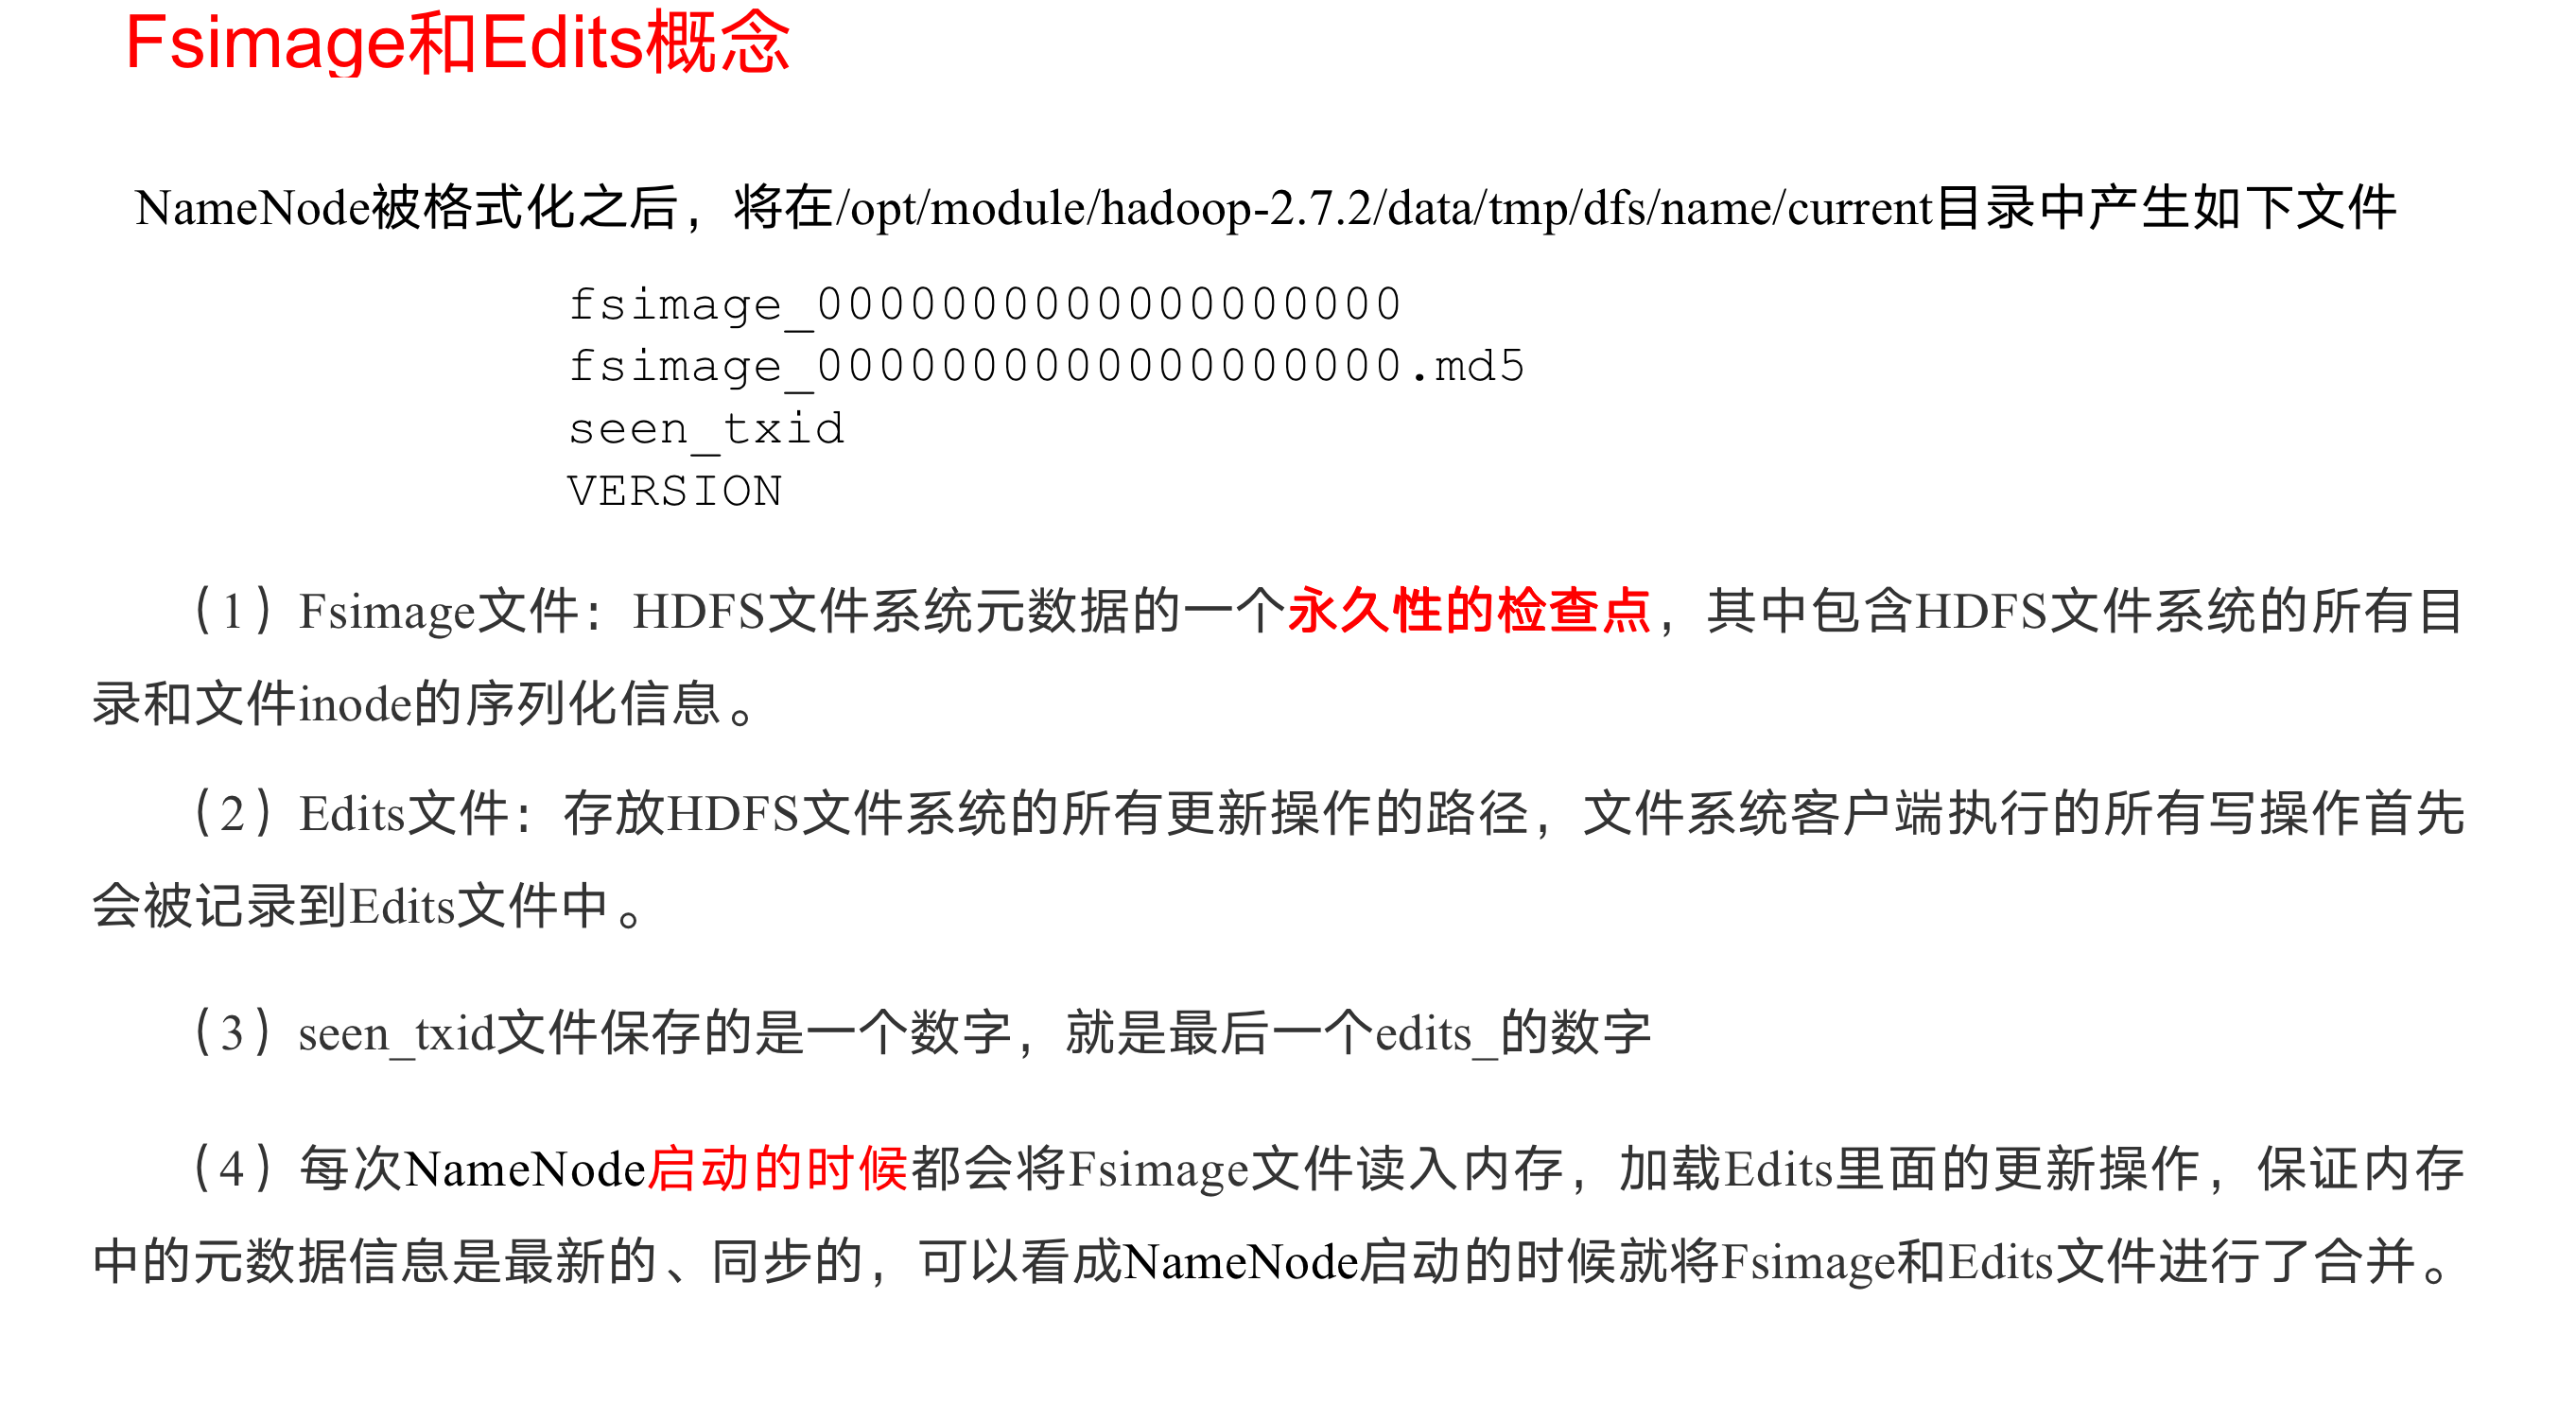 Fsimage和Edits概念
NameNode被格式化之后，将在/opt/module/hadoop-2.7.2/data/tmp/dfs/name/current目录中产生如下文件
fsimage_0000000000000000000
fsimage_0000000000000000000.md5
seen_txid
VERSION
（1）Fsimage文件：HDFS文件系统元数据的一个永久性的检查点，其中包含HDFS文件系统的所有目
录和文件inode的序列化信息。
（2）Edits文件：存放HDFS文件系统的所有更新操作的路径，文件系统客户端执行的所有写操作首先
会被记录到Edits文件中。
（3）seen_txid文件保存的是一个数字，就是最后一个edits_的数字
（4）每次NameNode启动的时候都会将Fsimage文件读入内存，加载Edits里面的更新操作，保证内存
中的元数据信息是最新的、同步的，可以看成NameNode启动的时候就将Fsimage和Edits文件进行了合并。